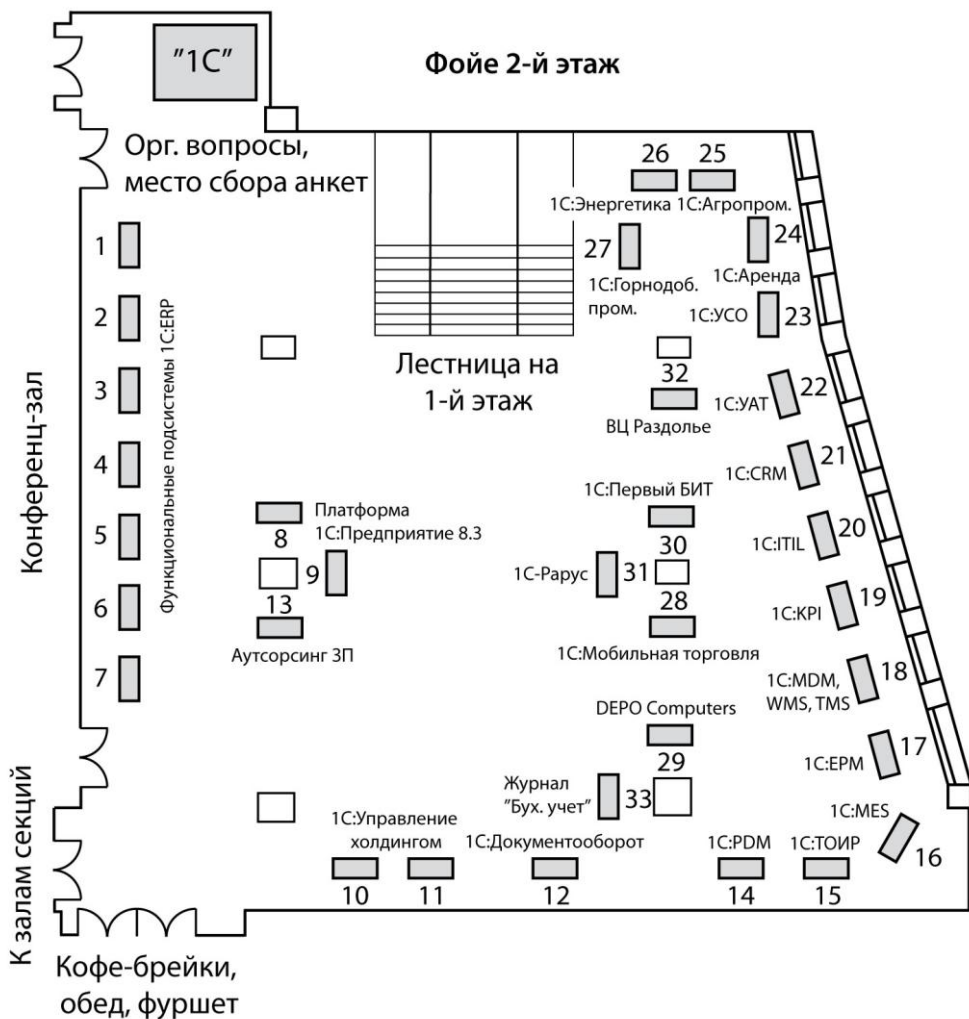 "1С"
Фойе 2-й этаж
Орг. вопросы,
место сбора анкет
26
25
1С:Энергетика
1С:Агропром.
27
24
1С:Горнодоб.
пром.
1С:Аренда
1С:УСО
23
Лестница на
1-й этаж
32
ВЦ Раздолье
22
1С:УАТ
21
1С:CRM
1С:Первый БИТ
30
20
1С:ITIL
1С-Рарус
31
28
1С:Мобильная торговля
19
1С:KPI
18
1С:MDM,
WMS, TMS
17
1С:EPM
1С:MES
16
Конференц-зал
1
2
3
4
5
6
7
Функциональные подсистемы 1С:ERP
Платформа
1С:Предприятие 8.3
8
9
13
Аутсорсинг ЗП
DEPO Computers
29
Журнал
"Бух. учет"
33
1С:Управление
холдингом
10
11
1С:Документооборот
12
1С:PDM
14
1С:ТОИР
15
К залам секций
Кофе-брейки,
обед, фуршет